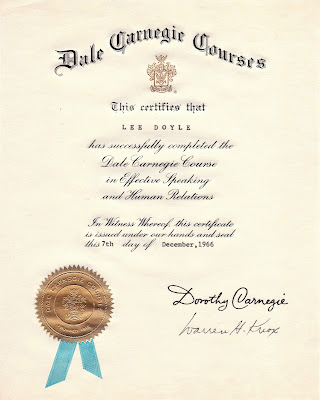 Dale Carnegie Courses
This certifies that
LEE DOYLE
has successfully completed the
Dale Carnegie Course
in Effective Speaking
and Human Relations
In Witness Whereof, this certificate
is issued under our hands and seal
this 7th day of December, 1966
Dorothy Carnegie
Warren H. Knox